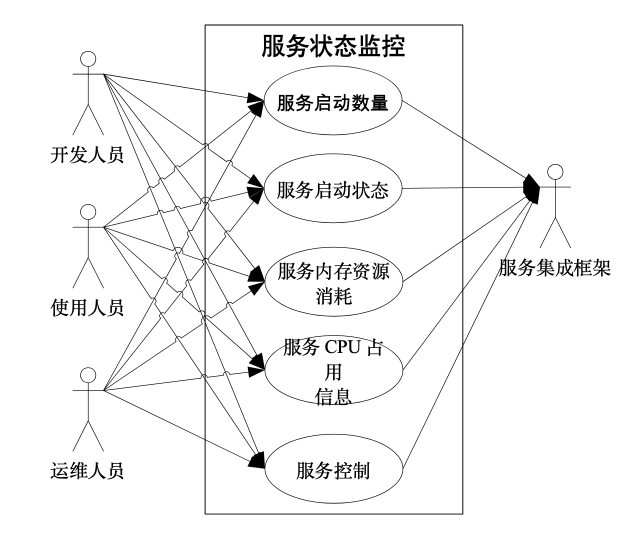 服务状态监控
服务启动数量
开发人员
服务启动状态
服务集成框架
服务内存资源
消耗
使用人员
服务 CPU 占
用
信息
运维人员
服务控制